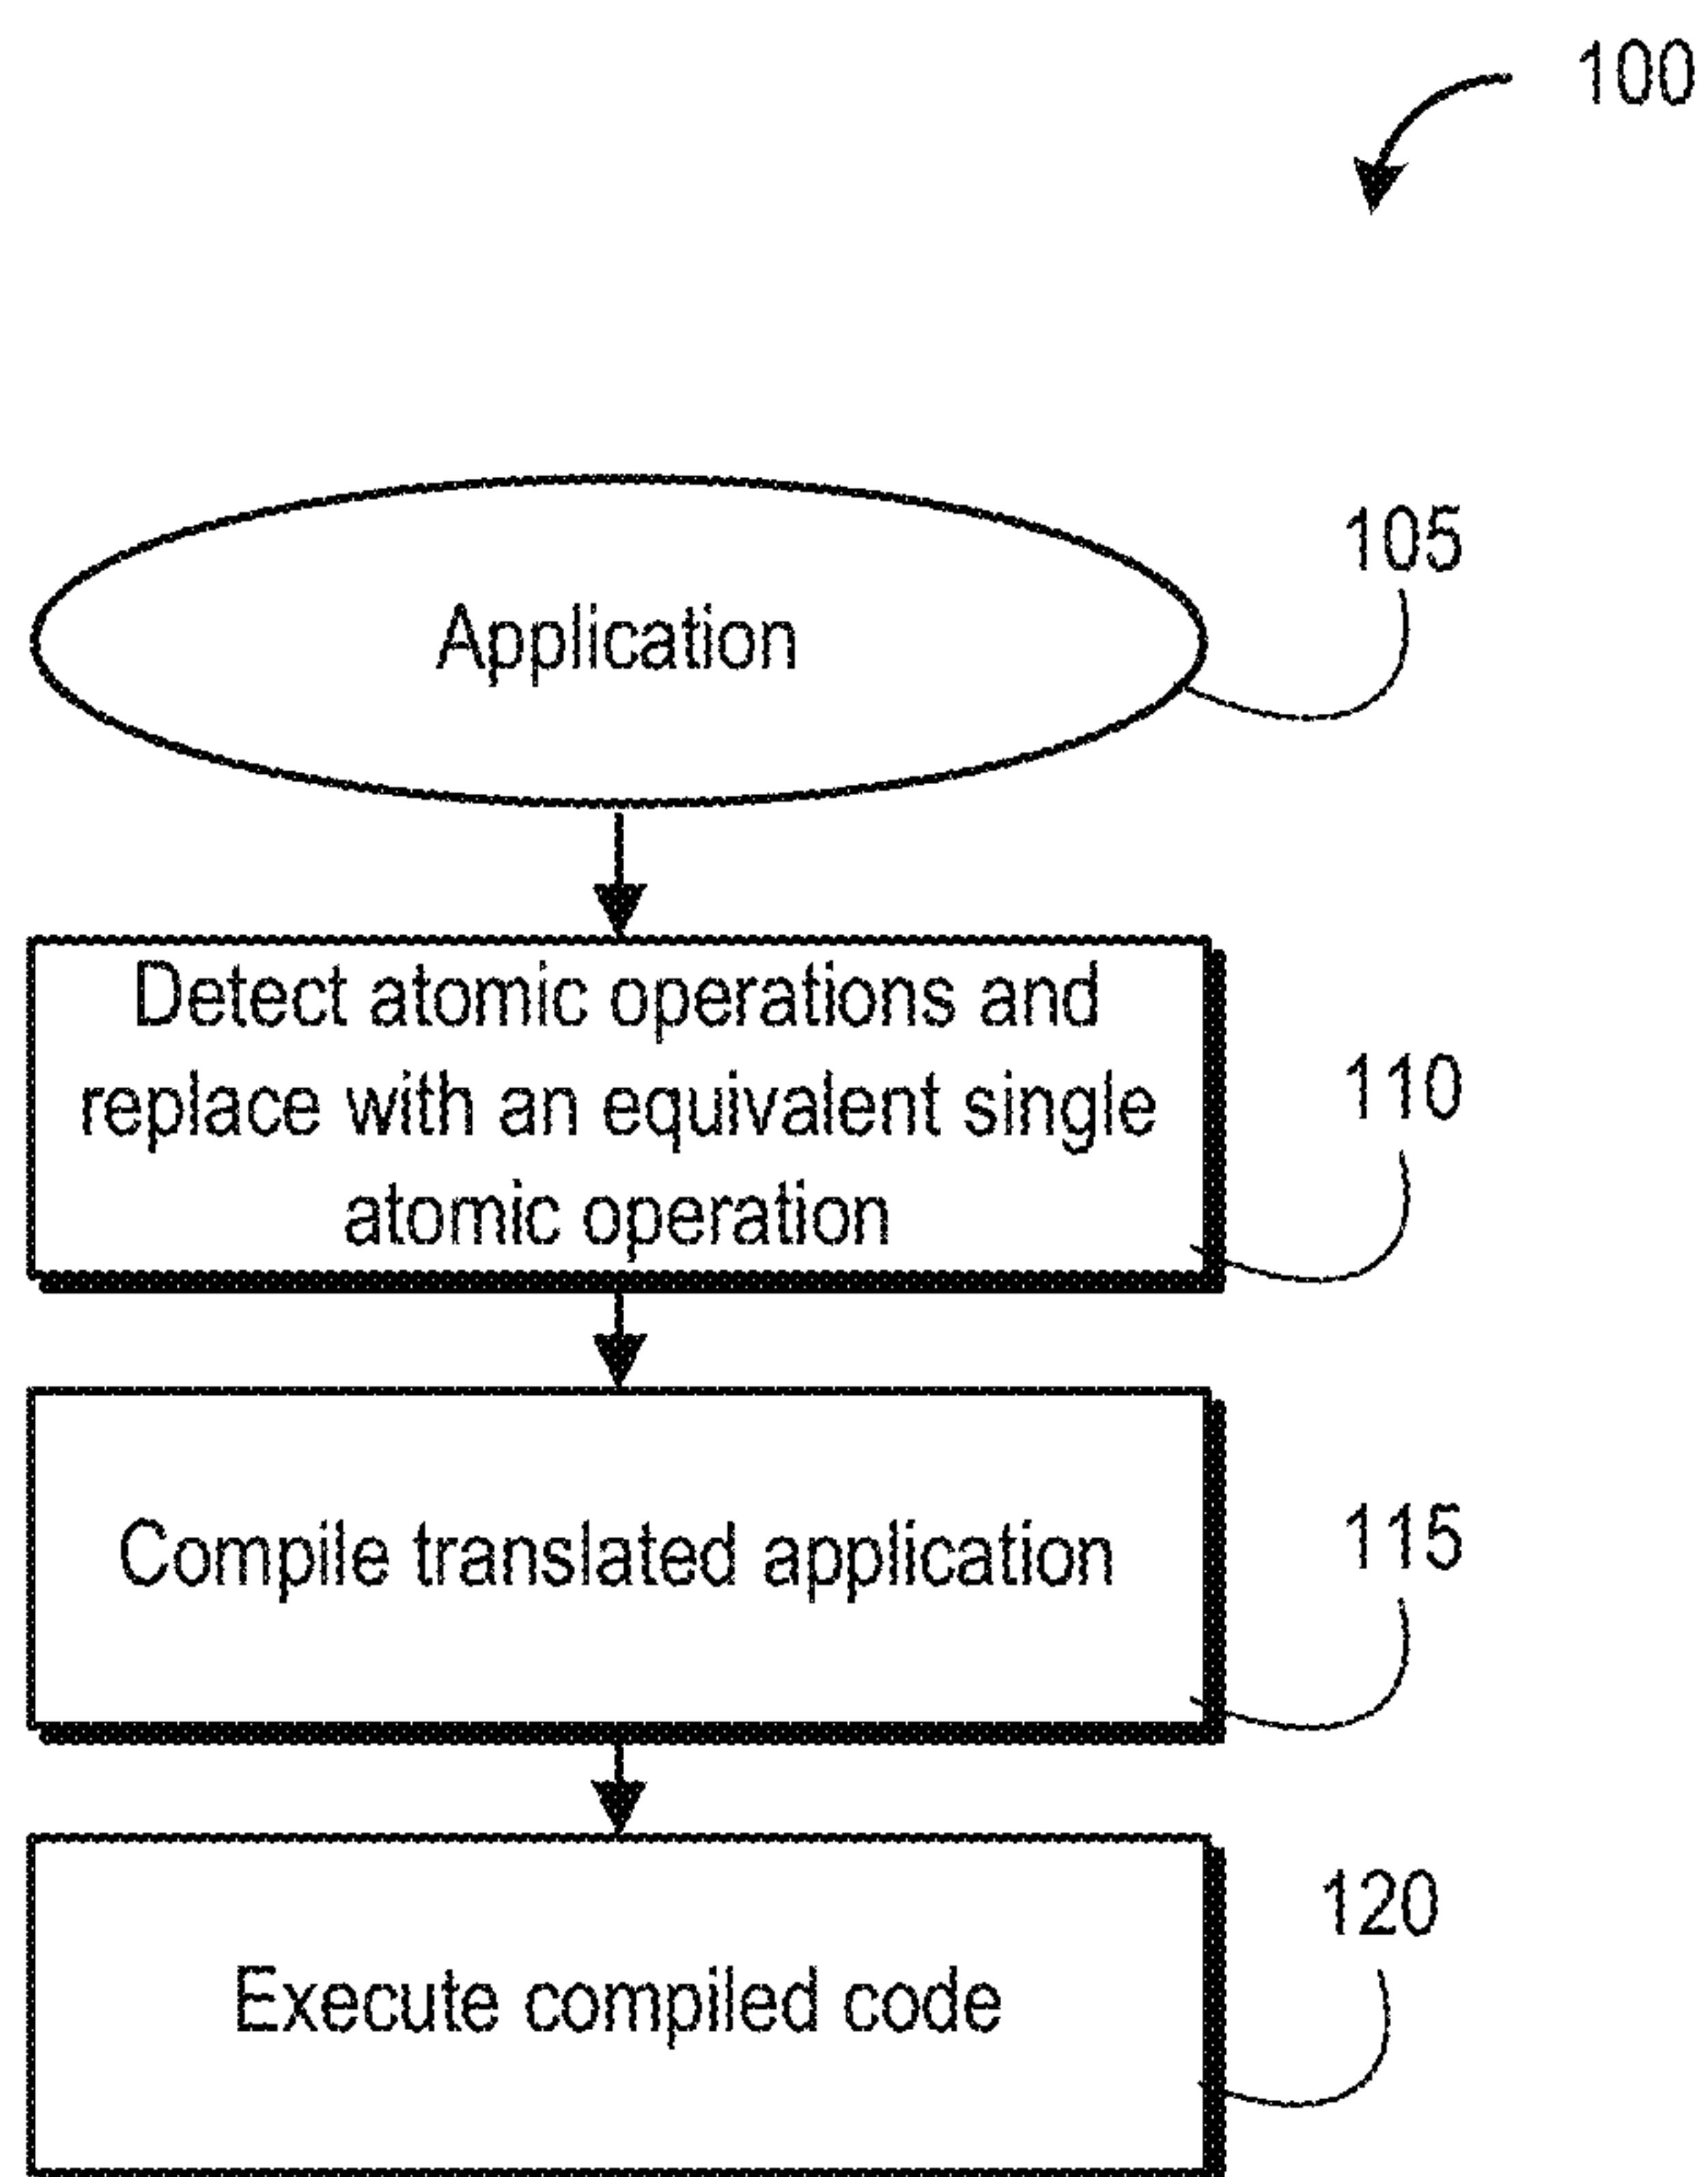 100
105
Application
Detect atomic operations and
replace with an equivalent single
atomic operation
110
Compile translated application
115
120
Execute compiled code